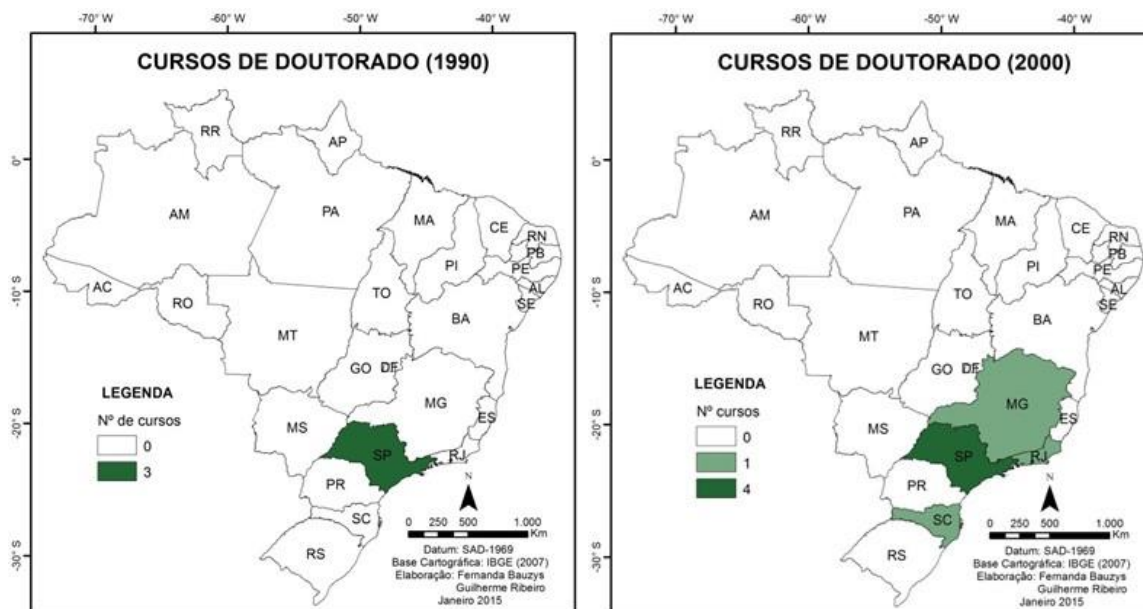 -70° W -60° W -50° W -40° W
CURSOS DE DOUTORADO (1990)
0°
-10° S
-20° S
-30° S
RR
AP
AM
PA
MA
CE
RN
PB
PE
PI
AL
SE
AC
RO
TO
BA
MT
GO
DF
MG
ES
MS
SP
RJ
PR
SC
RS
LEGENDA
Nº de cursos
0
3
N
0 250 500 1.000
Km
Datum: SAD-1969
Base Cartográfica: IBGE (2007)
Elaboração: Fernanda Bauzys
Guilherme Ribeiro
Janeiro 2015
-70° W -60° W -50° W -40° W
CURSOS DE DOUTORADO (2000)
0°
-10° S
-20° S
-30° S
RR
AP
AM
PA
MA
CE
RN
PB
PE
PI
AL
SE
AC
RO
TO
BA
MT
GO
DF
MG
ES
MS
SP
RJ
PR
SC
RS
LEGENDA
Nº de cursos
0
1
4
N
0 250 500 1.000
Km
Datum: SAD-1969
Base Cartográfica: IBGE (2007)
Elaboração: Fernanda Bauzys
Guilherme Ribeiro
Janeiro 2015